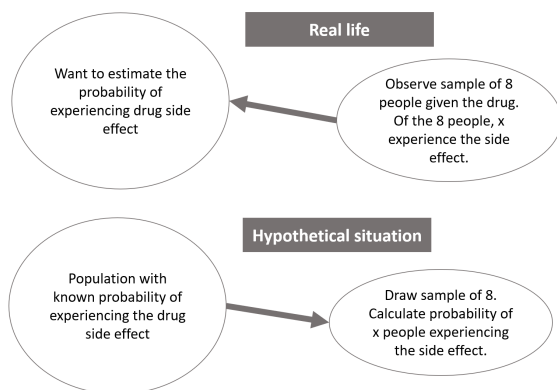 Real life
Want to estimate the
probability of
experiencing drug side
effect
Observe sample of 8
people given the drug.
Of the 8 people, x
experience the side
effect.
Hypothetical situation
Population with
known probability of
experiencing the drug
side effect
Draw sample of 8.
Calculate probability of
x people experiencing
the side effect.